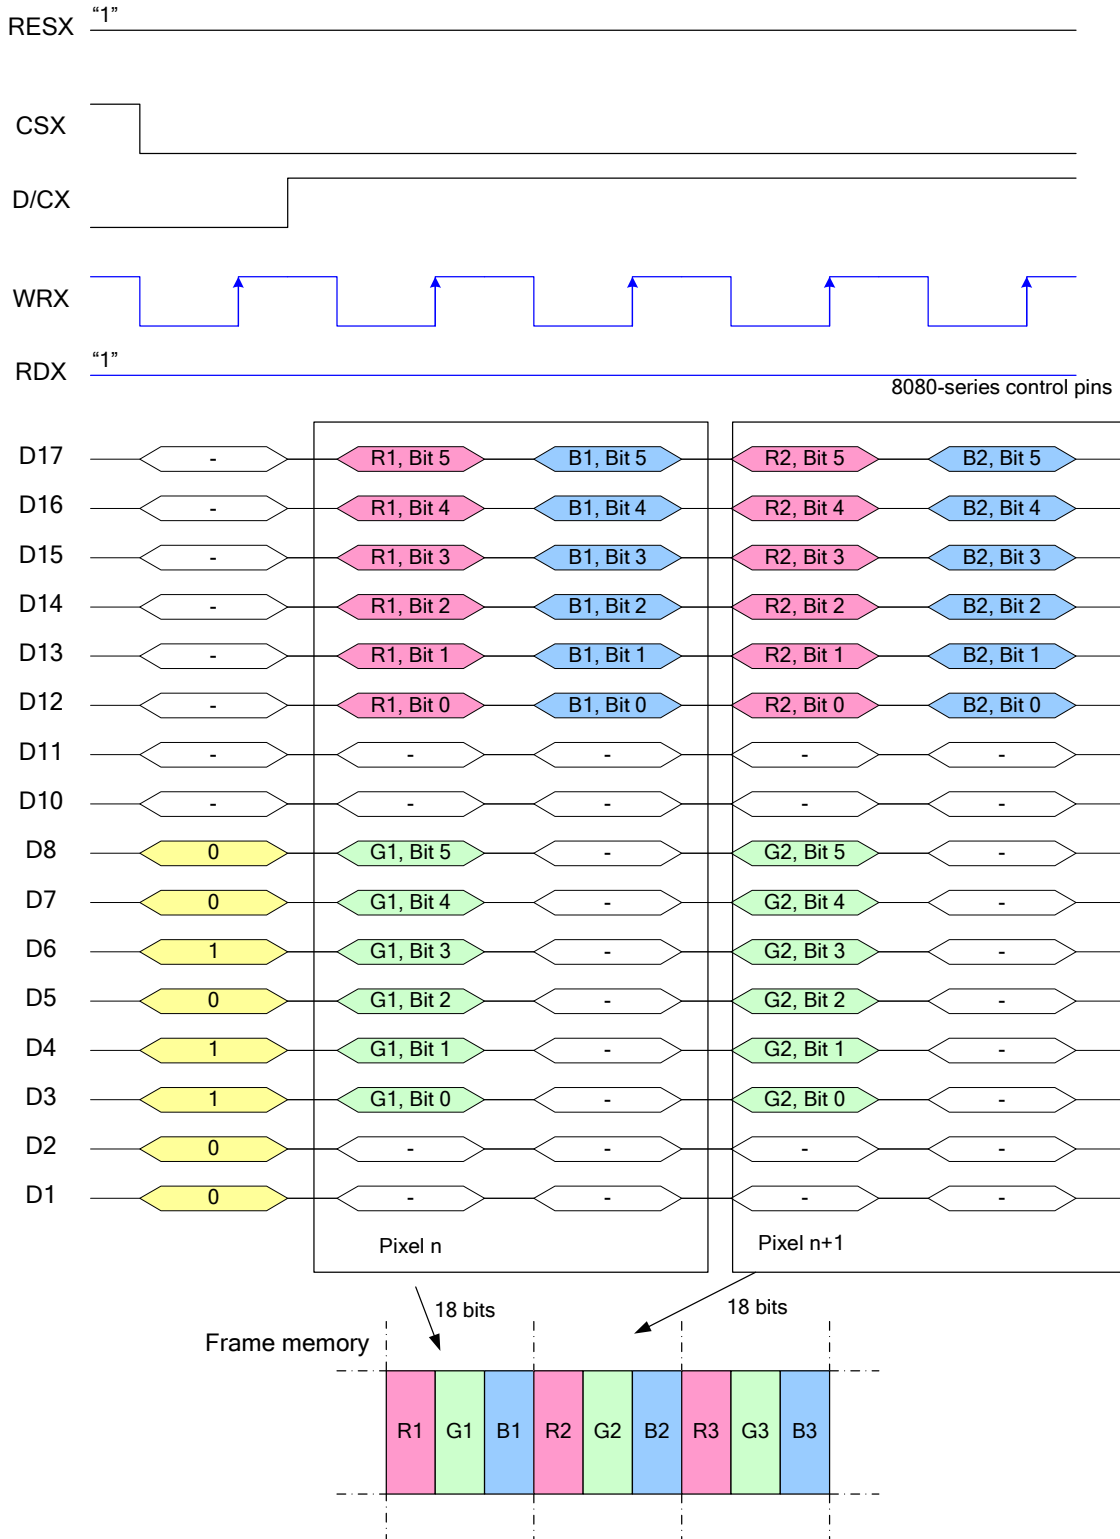 RESX “1”
CSX
D/CX
WRX
RDX “1”
8080-series control pins
D17 - R1, Bit 5 B1, Bit 5 R2, Bit 5 B2, Bit 5
D16 - R1, Bit 4 B1, Bit 4 R2, Bit 4 B2, Bit 4
D15 - R1, Bit 3 B1, Bit 3 R2, Bit 3 B2, Bit 3
D14 - R1, Bit 2 B1, Bit 2 R2, Bit 2 B2, Bit 2
D13 - R1, Bit 1 B1, Bit 1 R2, Bit 1 B2, Bit 1
D12 - R1, Bit 0 B1, Bit 0 R2, Bit 0 B2, Bit 0
D11 - - - - -
D10 - - - - -
D8 0 G1, Bit 5 - G2, Bit 5 -
D7 0 G1, Bit 4 - G2, Bit 4 -
D6 1 G1, Bit 3 - G2, Bit 3 -
D5 0 G1, Bit 2 - G2, Bit 2 -
D4 1 G1, Bit 1 - G2, Bit 1 -
D3 1 G1, Bit 0 - G2, Bit 0 -
D2 0 - - - -
D1 0 - - - -
Pixel n Pixel n+1
18 bits 18 bits
Frame memory
R1 G1 B1 R2 G2 B2 R3 G3 B3